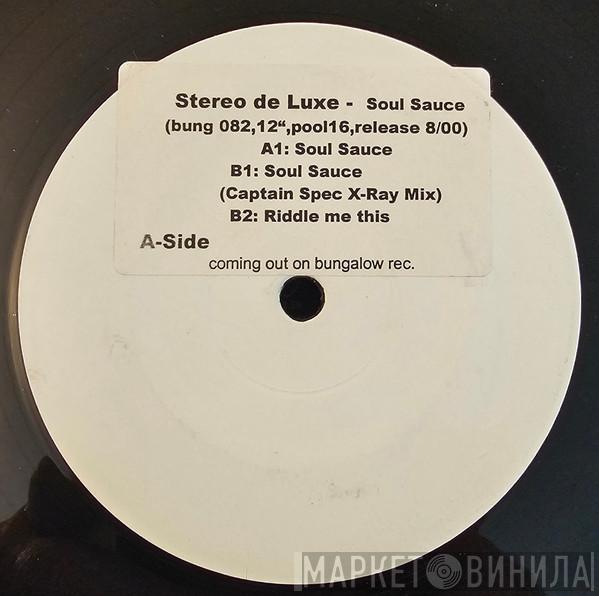 Stereo de Luxe - Soul Sauce
(bung 082,12“,pool16,release 8/00)
A1: Soul Sauce
B1: Soul Sauce
(Captain Spec X-Ray Mix)
B2: Riddle me this
A-Side
coming out on bungalow rec.
МАРКЕТ ВИНИЛА